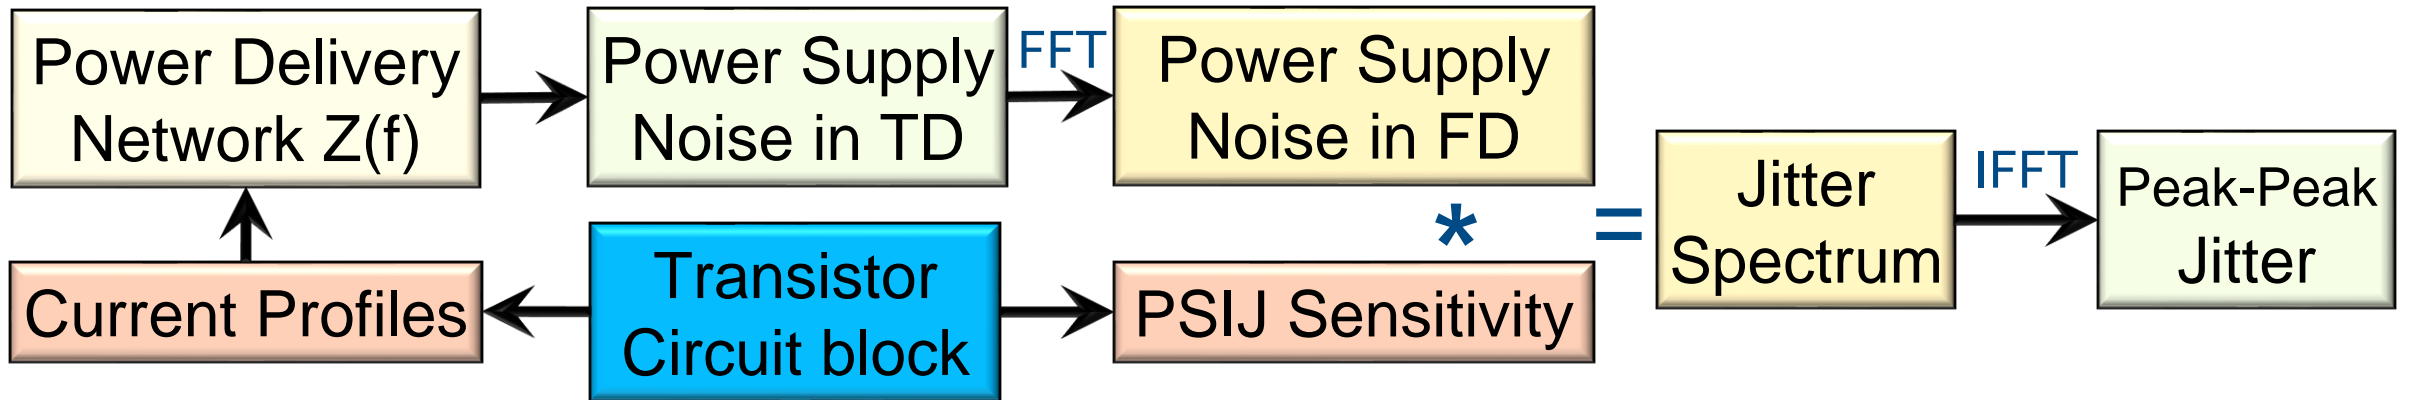 Power Delivery
Network Z(f)
Power Supply
Noise in TD
FFT
Power Supply
Noise in FD
Current Profiles
Transistor
Circuit block
PSIJ Sensitivity
*
=
Jitter
Spectrum
IFFT
Peak-Peak
Jitter